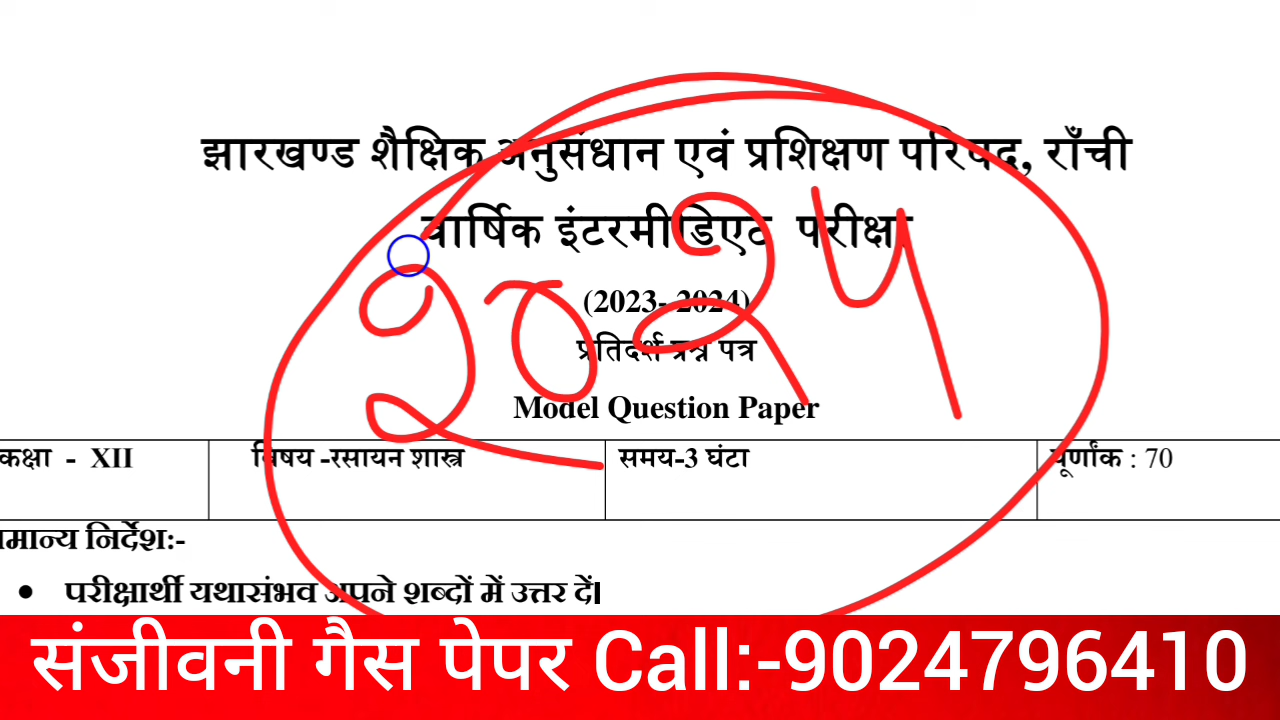 झारखण्ड शैक्षिक अनुसंधान एवं प्रशिक्षण परिषद, राँची
वार्षिक इंटरमीडिएट परीक्षा
(2023- 2024)
प्रतिदर्श प्रश्न पत्र
Model Question Paper
2024
कक्षा - XII विषय -रसायन शास्त्र समय-3 घंटा पूर्णांक : 70
मान्य निर्देश:-
• परीक्षार्थी यथासंभव अपने शब्दों में उत्तर दें।
संजीवनी गैस पेपर Call:-9024796410